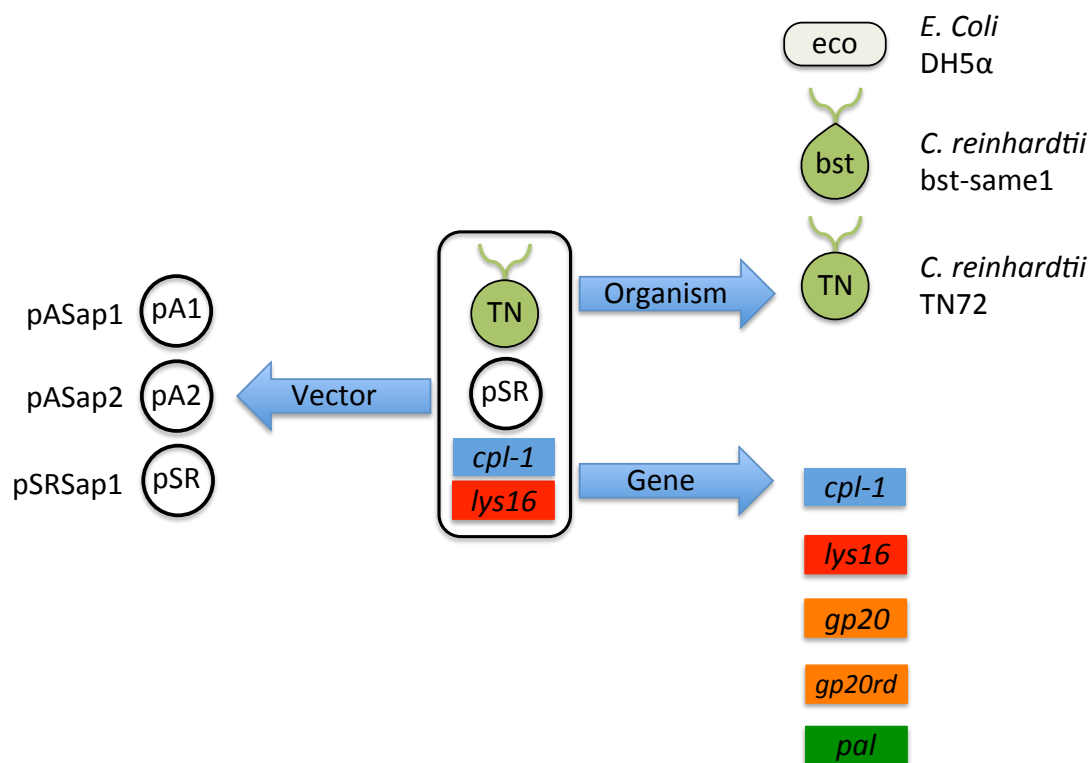 eco
E. Coli
DH5α
bst
C. reinhardtii
bst-same1
TN
C. reinhardtii
TN72
Organism
TN
pSR
cpl-1
lys16
Vector
pASap1
pA1
pASap2
pA2
pSRSap1
pSR
Gene
cpl-1
lys16
gp20
gp20rd
pal